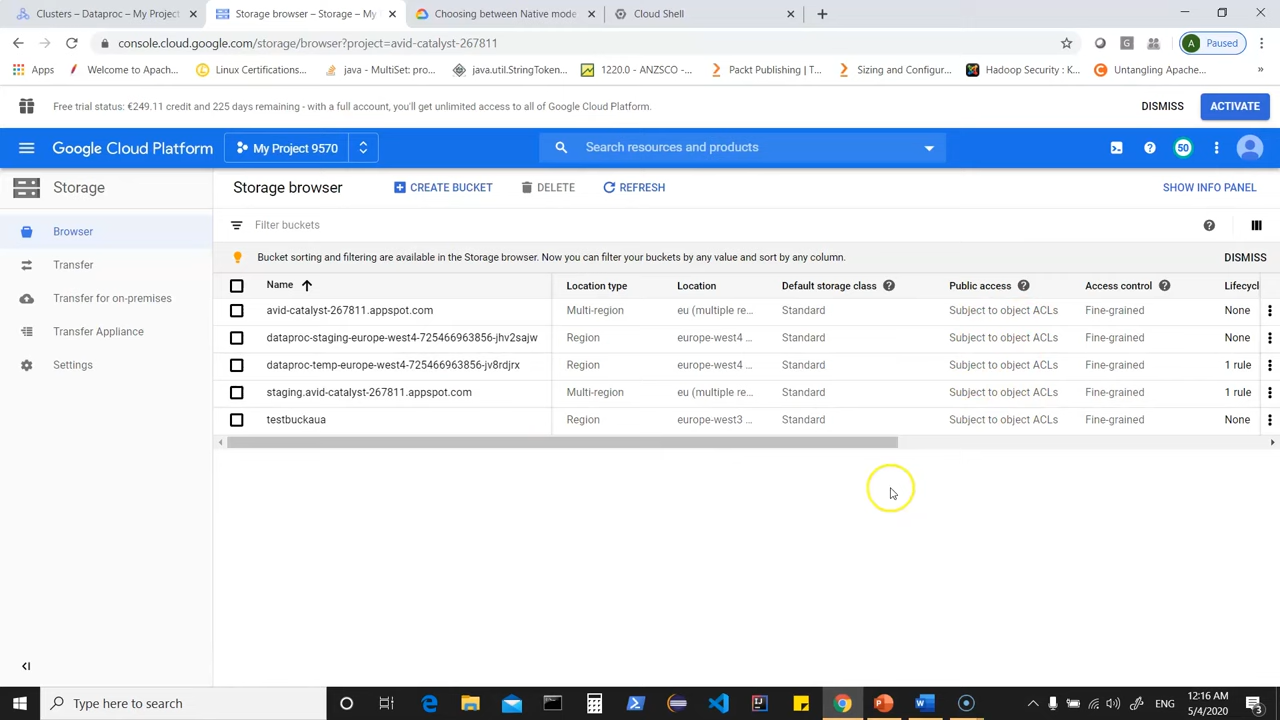 Clusters – Dataproc – My Project
Storage browser – Storage – My
Choosing between Native mode
Cloud Shell
console.cloud.google.com/storage/browser?project=avid-catalyst-267811
A Paused
Apps
Welcome to Apach...
Linux Certifications...
java - MultiSet: pro...
java.util.StringToken...
1220.0 - ANZSCO -...
Packt Publishing | T...
Sizing and Configur...
Hadoop Security : K...
Untangling Apache...
»
Free trial status: €249.11 credit and 225 days remaining - with a full account, you'll get unlimited access to all of Google Cloud Platform.
DISMISS
ACTIVATE
Google Cloud Platform
My Project 9570
Search resources and products
50
Storage
Storage browser
CREATE BUCKET
DELETE
REFRESH
SHOW INFO PANEL
Browser
Transfer
Transfer for on-premises
Transfer Appliance
Settings
Filter buckets
Bucket sorting and filtering are available in the Storage browser. Now you can filter your buckets by any value and sort by any column.
DISMISS
Name Location type Location Default storage class Public access Access control Lifecycl
avid-catalyst-267811.appspot.com Multi-region eu (multiple re... Standard Subject to object ACLs Fine-grained None
dataproc-staging-europe-west4-725466963856-jhv2sajw Region europe-west4 ... Standard Subject to object ACLs Fine-grained None
dataproc-temp-europe-west4-725466963856-jv8rdjrx Region europe-west4 ... Standard Subject to object ACLs Fine-grained 1 rule
staging.avid-catalyst-267811.appspot.com Multi-region eu (multiple re... Standard Subject to object ACLs Fine-grained 1 rule
testbuckaua Region europe-west3 ... Standard Subject to object ACLs Fine-grained None
Type here to search
ENG
12:16 AM
5/4/2020
3